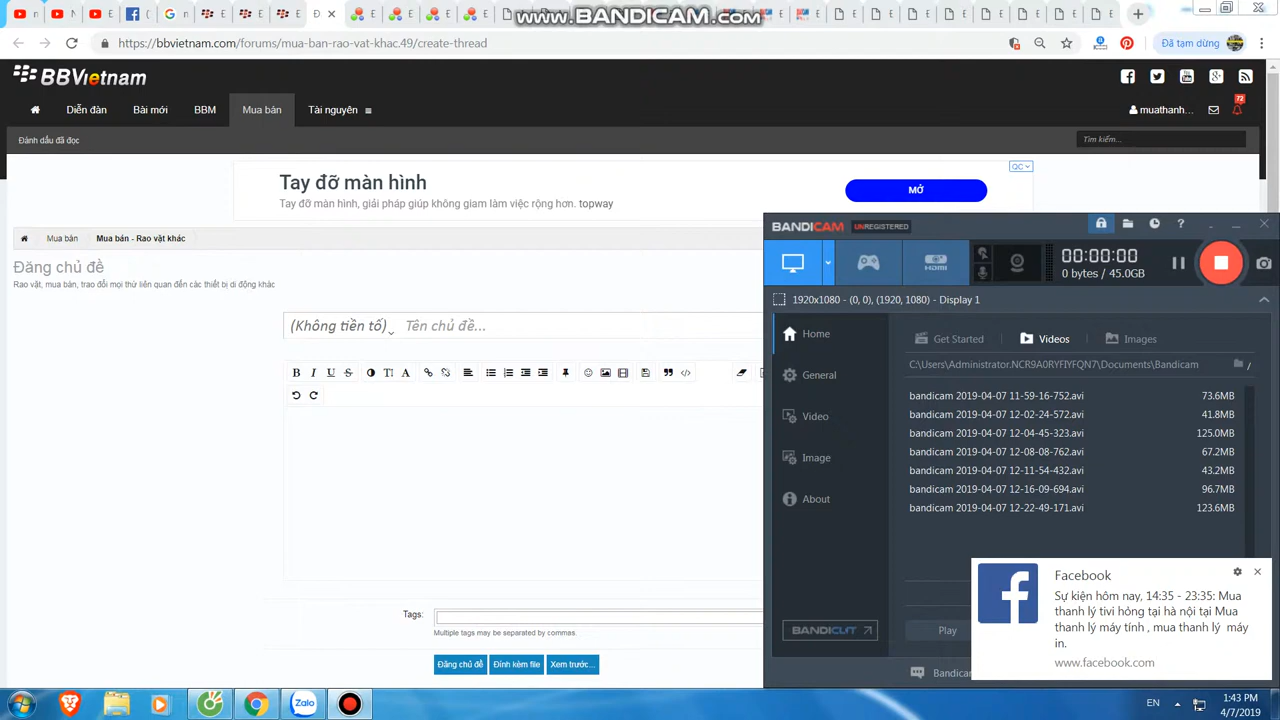 www.BANDICAM.com
https://bbvietnam.com/forums/mua-ban-rao-vat-khac.49/create-thread
Đã tạm dừng
BBVietnam
Diễn đàn
Bài mới
BBM
Mua bán
Tài nguyên
muathanh...
72
Đánh dấu đã đọc
Tìm kiếm...
QC
Tay đỡ màn hình
Tay đỡ màn hình, giải pháp giúp không giam làm việc rộng hơn. topway
MỞ
Mua bán
Mua bán - Rao vặt khác
Đăng chủ đề
Rao vặt, mua bán, trao đổi mọi thứ liên quan đến các thiết bị di động khác
(Không tiền tố)
Tên chủ đề...
Tags:
Multiple tags may be separated by commas.
Đăng chủ đề
Đính kèm file
Xem trước...
BANDICAM
UNREGISTERED
HDMI
00:00:00
0 bytes / 45.0GB
1920x1080 - (0, 0), (1920, 1080) - Display 1
Home
General
Video
Image
About
Get Started
Videos
Images
C:\Users\Administrator.NCR9A0RYFIYFQN7\Documents\Bandicam
bandicam 2019-04-07 11-59-16-752.avi 73.6MB
bandicam 2019-04-07 12-02-24-572.avi 41.8MB
bandicam 2019-04-07 12-04-45-323.avi 125.0MB
bandicam 2019-04-07 12-08-08-762.avi 67.2MB
bandicam 2019-04-07 12-11-54-432.avi 43.2MB
bandicam 2019-04-07 12-16-09-694.avi 96.7MB
bandicam 2019-04-07 12-22-49-171.avi 123.6MB
BANDICUT
Play
Bandicam
Facebook
Sự kiện hôm nay, 14:35 - 23:35: Mua
thanh lý tivi hỏng tại hà nội tại Mua
thanh lý máy tính , mua thanh lý máy
in.
www.facebook.com
Zalo
EN
1:43 PM
4/7/2019